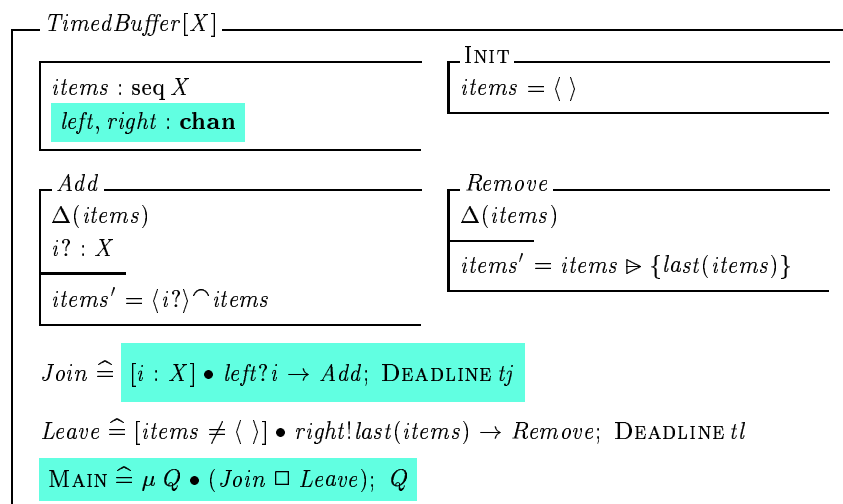 TimedBuffer[X]
items : seq X
left, right : chan
INIT
items = ⟨ ⟩
Add
Δ(items)
i? : X
items′ = ⟨i?⟩⌢items
Remove
Δ(items)
items′ = items ⩥ {last(items)}
Join ≙ [i : X] • left?i → Add; DEADLINE tj
Leave ≙ [items ≠ ⟨ ⟩] • right!last(items) → Remove; DEADLINE tl
MAIN ≙ μ Q • (Join □ Leave); Q